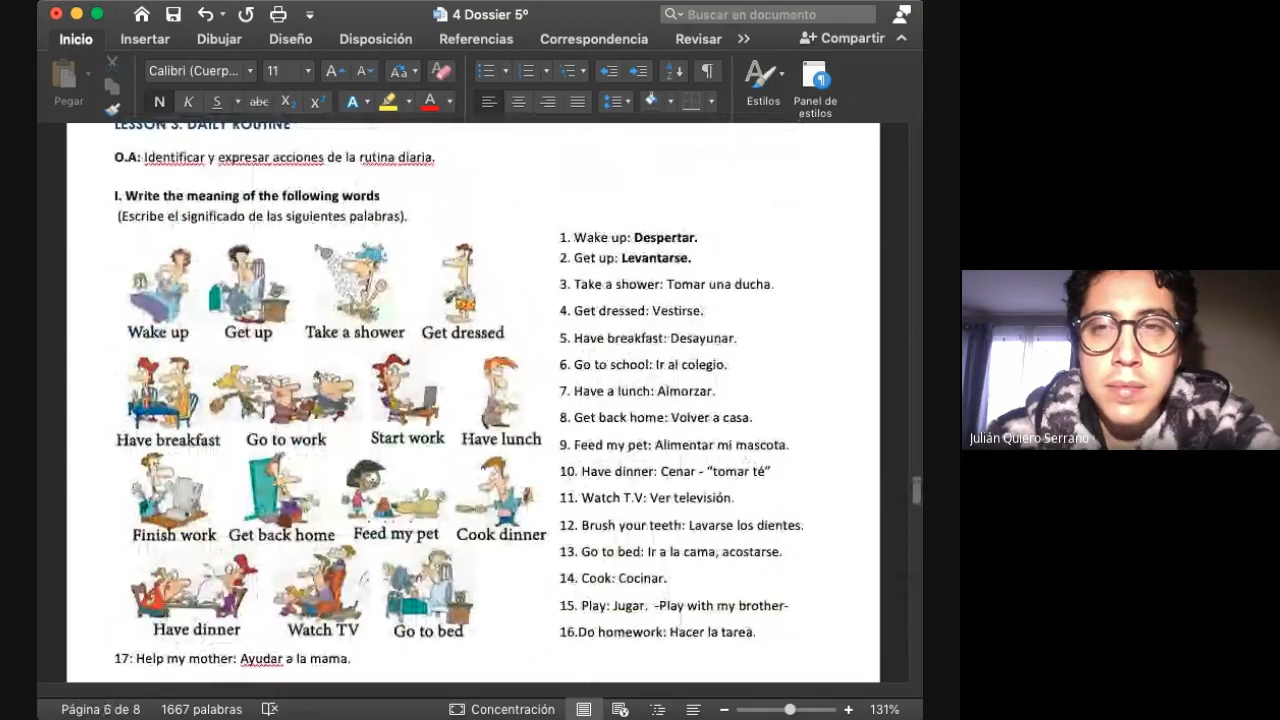 4 Dossier 5º
Buscar en documento
Inicio
Insertar
Dibujar
Diseño
Disposición
Referencias
Correspondencia
Revisar
Compartir
Pegar
Calibri (Cuerp...
11
Estilos
Panel de
estilos
LESSON 3. DAILY ROUTINE
O.A: Identificar y expresar acciones de la rutina diaria.
I. Write the meaning of the following words
(Escribe el significado de las siguientes palabras).
Wake up
Get up
Take a shower
Get dressed
Have breakfast
Go to work
Start work
Have lunch
Finish work
Get back home
Feed my pet
Cook dinner
Have dinner
Watch TV
Go to bed
1. Wake up: Despertar.
2. Get up: Levantarse.
3. Take a shower: Tomar una ducha.
4. Get dressed: Vestirse.
5. Have breakfast: Desayunar.
6. Go to school: Ir al colegio.
7. Have a lunch: Almorzar.
8. Get back home: Volver a casa.
9. Feed my pet: Alimentar mi mascota.
10. Have dinner: Cenar - “tomar té”
11. Watch T.V: Ver televisión.
12. Brush your teeth: Lavarse los dientes.
13. Go to bed: Ir a la cama, acostarse.
14. Cook: Cocinar.
15. Play: Jugar. -Play with my brother-
16.Do homework: Hacer la tarea.
17: Help my mother: Ayudar a la mama.
Página 6 de 8
1667 palabras
Concentración
131%
Julián Quiero Serrano